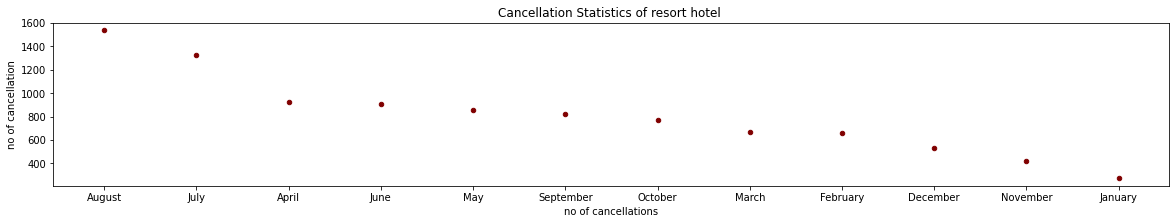 Cancellation Statistics of resort hotel
no of cancellation
1600
1400
1200
1000
800
600
400
August July April June May September October March February December November January
no of cancellations